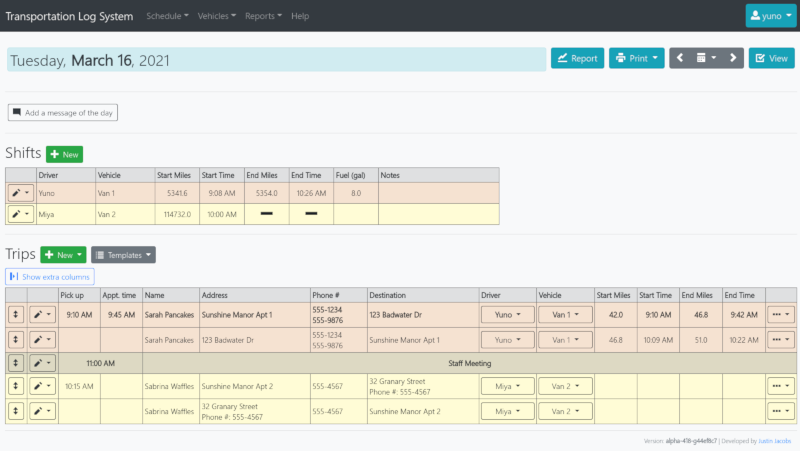 Transportation Log System Schedule Vehicles Reports Help yuno
Tuesday, March 16, 2021 Report Print View
Add a message of the day
Shifts New
Driver Vehicle Start Miles Start Time End Miles End Time Fuel (gal) Notes
Yuno Van 1 5341.6 9:08 AM 5354.0 10:26 AM 8.0
Miya Van 2 114732.0 10:00 AM
Trips New Templates
Show extra columns
Pick up Appt. time Name Address Phone # Destination Driver Vehicle Start Miles Start Time End Miles End Time
9:10 AM 9:45 AM Sarah Pancakes Sunshine Manor Apt 1 555-1234 123 Badwater Dr Yuno Van 1 42.0 9:10 AM 46.8 9:42 AM
555-9876
Sarah Pancakes 123 Badwater Dr 555-1234 Sunshine Manor Apt 1 Yuno Van 1 46.8 10:09 AM 51.0 10:22 AM
555-9876
11:00 AM Staff Meeting
10:15 AM Sabrina Waffles Sunshine Manor Apt 2 555-4567 32 Granary Street Miya Van 2
Phone #: 555-4567
Sabrina Waffles 32 Granary Street 555-4567 Sunshine Manor Apt 2 Miya Van 2
Phone #: 555-4567
Version: alpha-418-g44ef8c7 | Developed by Justin Jacobs